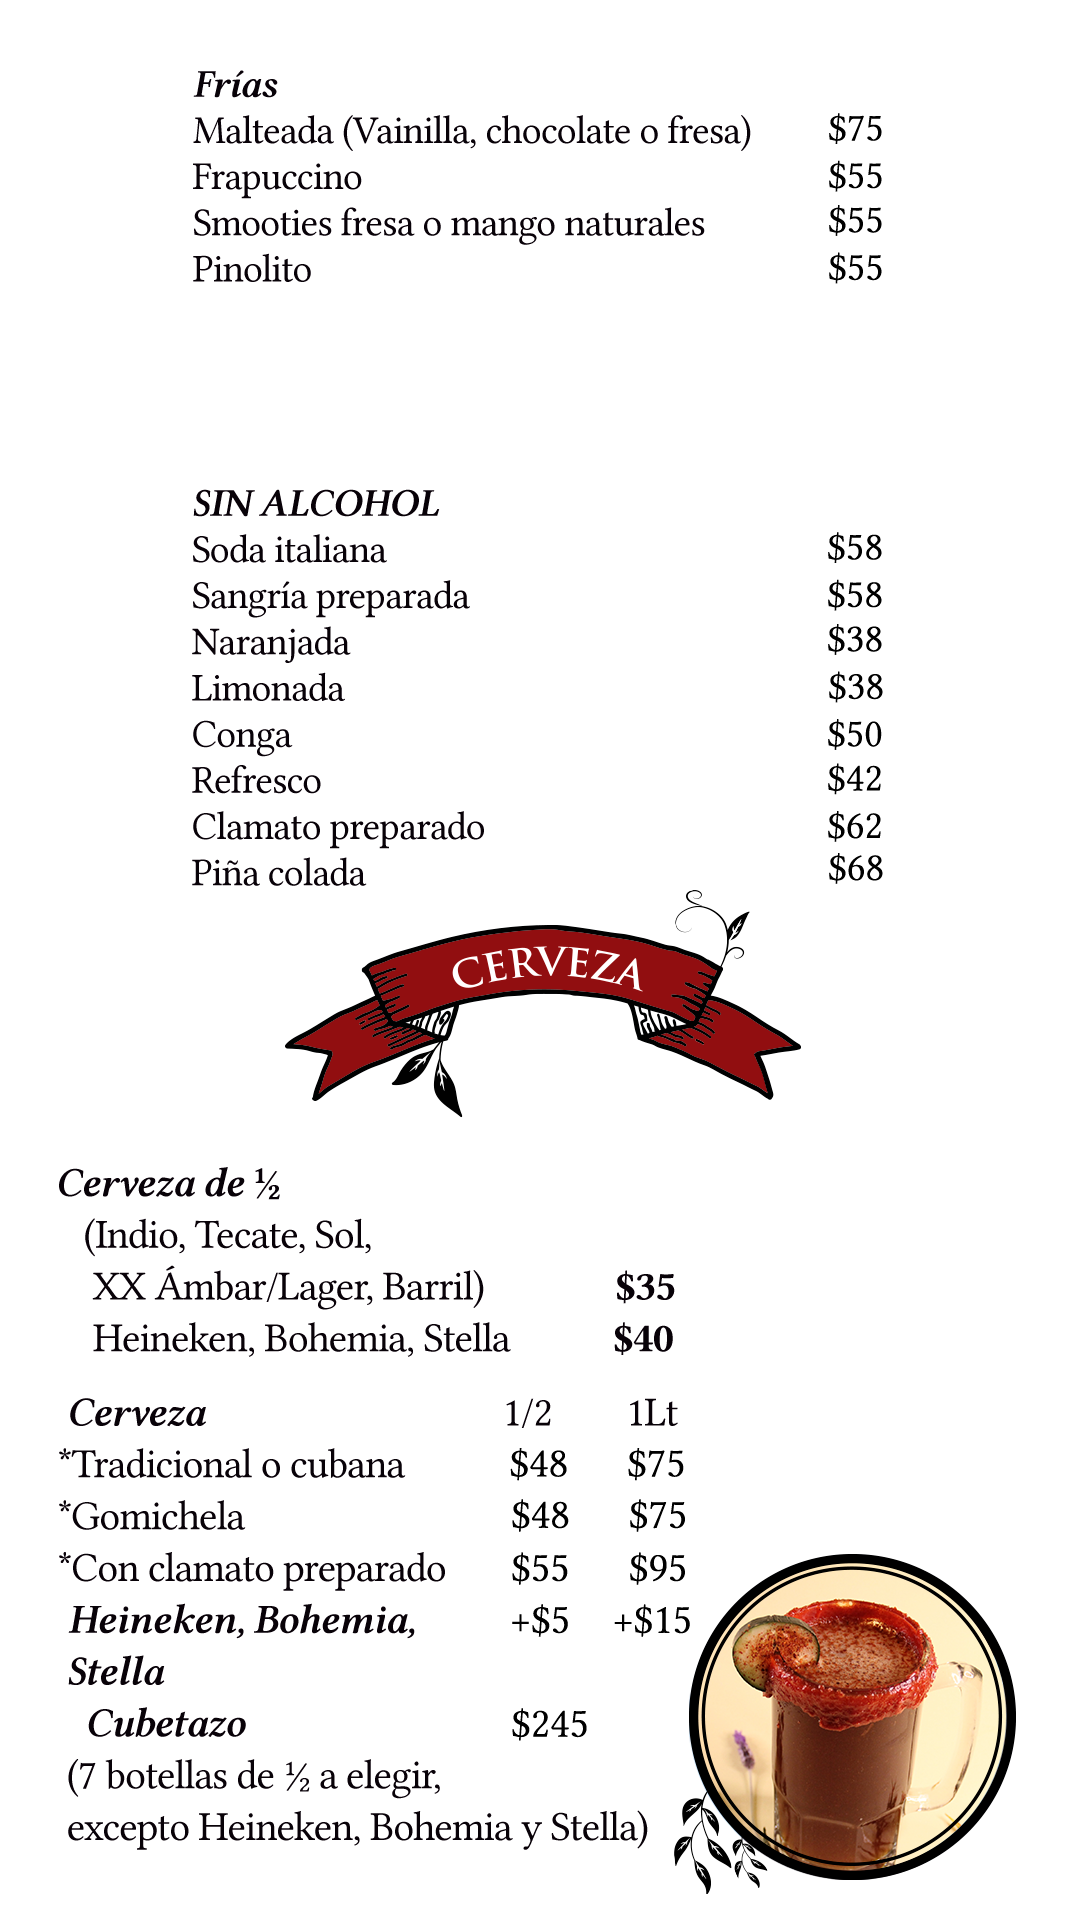 Frías
Malteada (Vainilla, chocolate o fresa) $75
Frapuccino $55
Smooties fresa o mango naturales $55
Pinolito $55
SIN ALCOHOL
Soda italiana $58
Sangría preparada $58
Naranjada $38
Limonada $38
Conga $50
Refresco $42
Clamato preparado $62
Piña colada $68
CERVEZA
Cerveza de ½
(Indio, Tecate, Sol,
XX Ámbar/Lager, Barril) $35
Heineken, Bohemia, Stella $40
Cerveza 1/2 1Lt
*Tradicional o cubana $48 $75
*Gomichela $48 $75
*Con clamato preparado $55 $95
Heineken, Bohemia, +$5 +$15
Stella
Cubetazo $245
(7 botellas de ½ a elegir,
excepto Heineken, Bohemia y Stella)